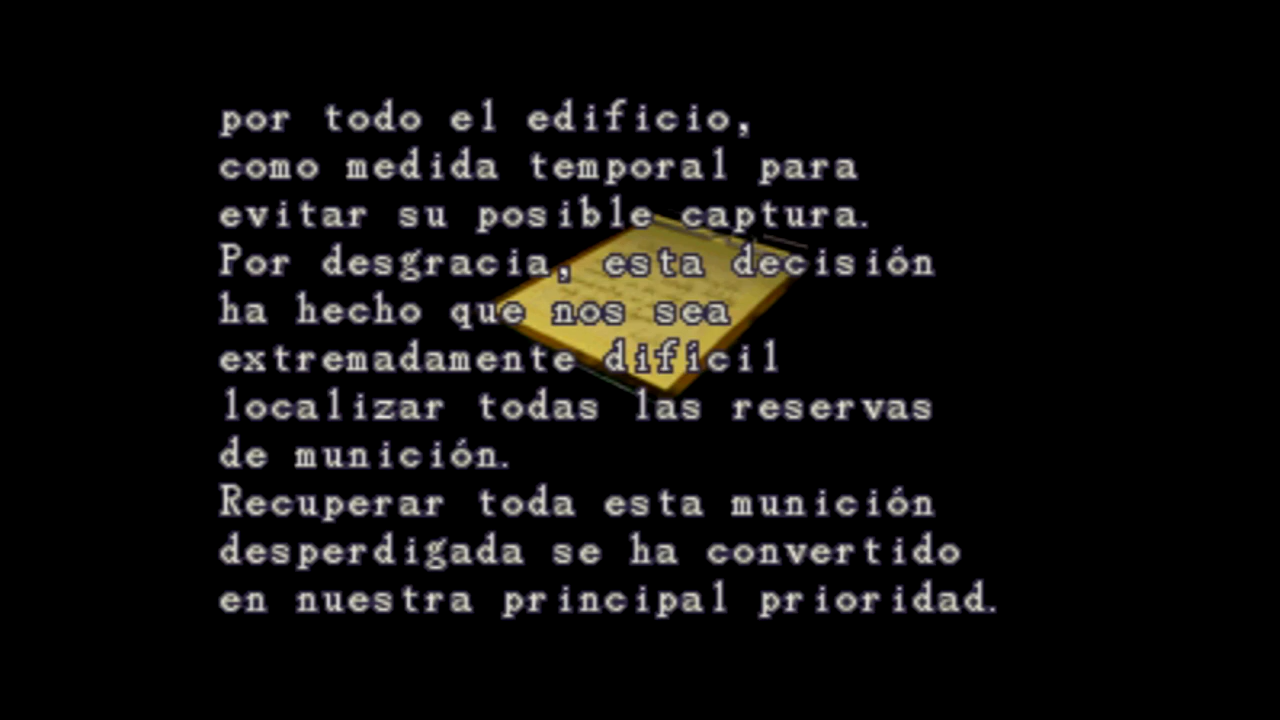 por todo el edificio,
como medida temporal para
evitar su posible captura.
Por desgracia, esta decisión
ha hecho que nos sea
extremadamente difícil
localizar todas las reservas
de munición.
Recuperar toda esta munición
desperdigada se ha convertido
en nuestra principal prioridad.